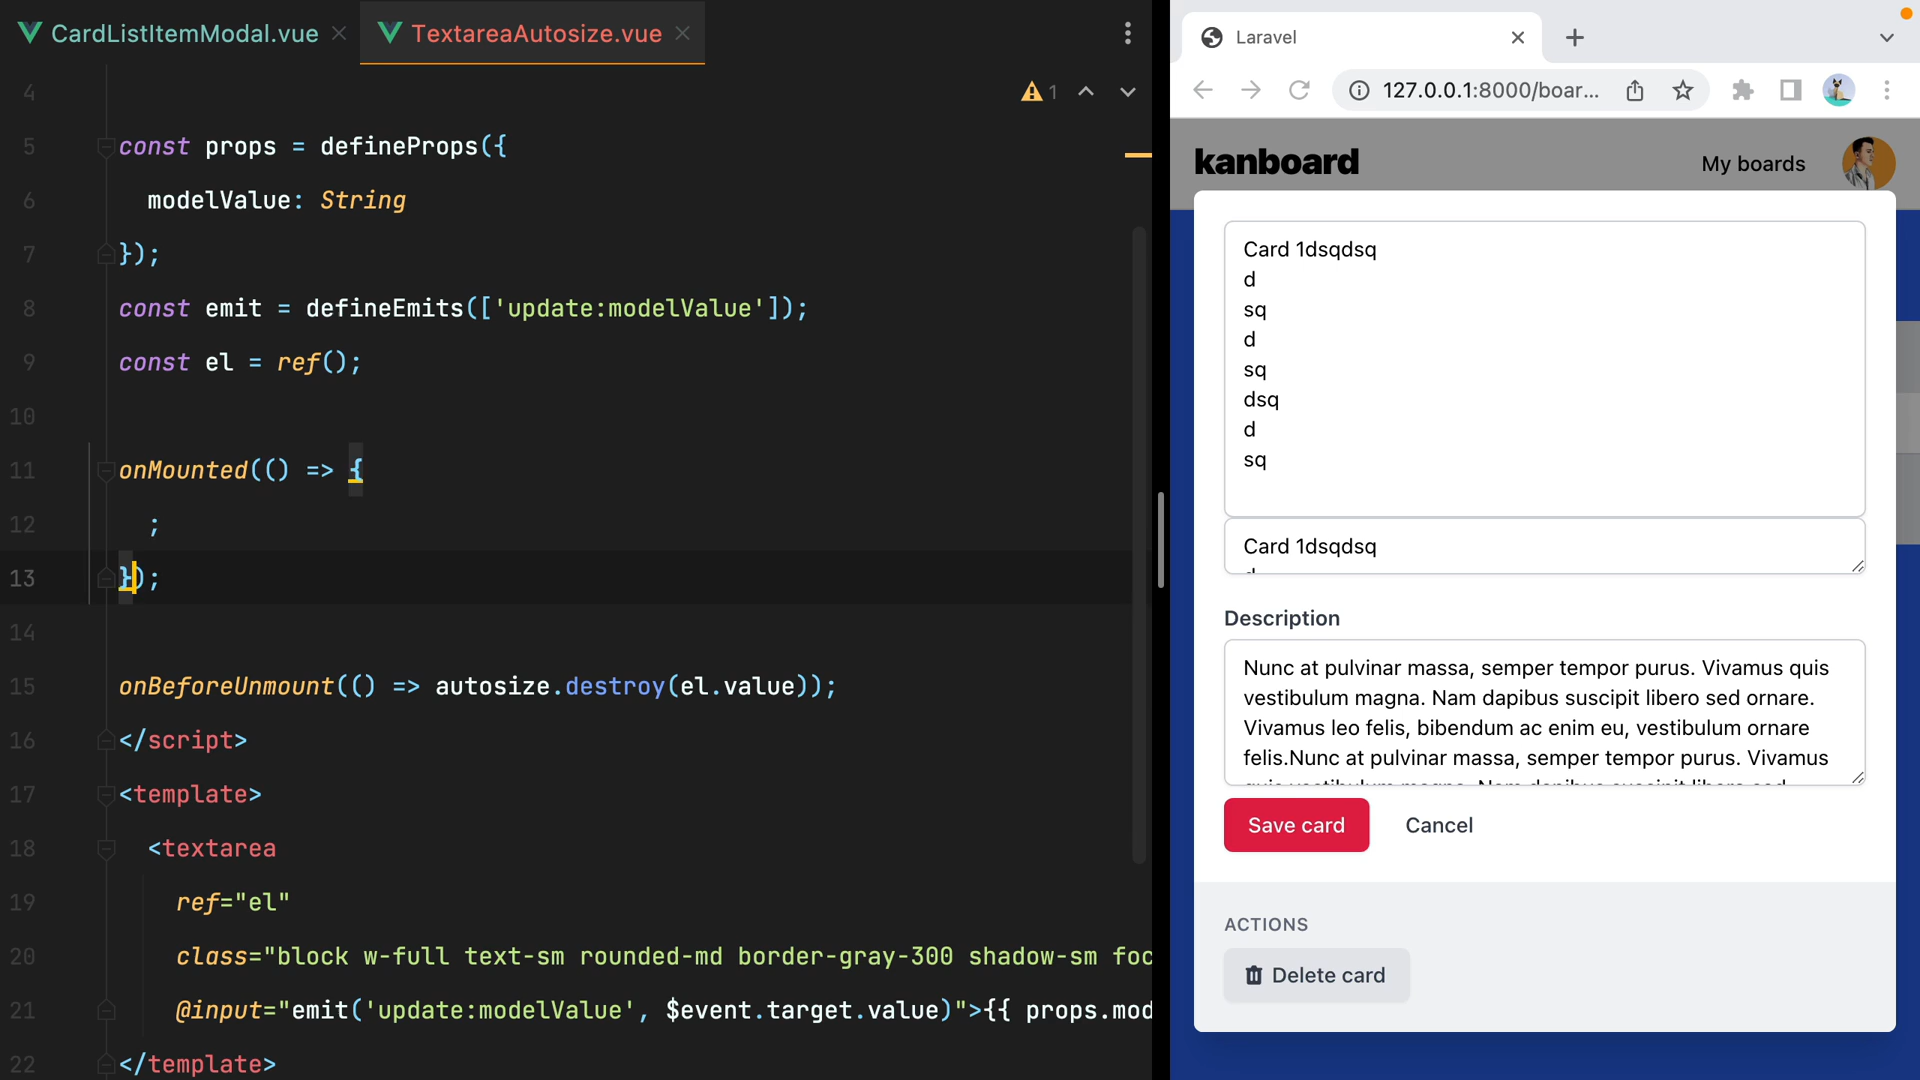 CardListItemModal.vue
TextareaAutosize.vue
1
4
5 const props = defineProps({
6 modelValue: String
7 });
8 const emit = defineEmits(['update:modelValue']);
9 const el = ref();
10
11 onMounted(() => {
12 ;
13 });
14
15 onBeforeUnmount(() => autosize.destroy(el.value));
16 </script>
17 <template>
18 <textarea
19 ref="el"
20 class="block w-full text-sm rounded-md border-gray-300 shadow-sm foc
21 @input="emit('update:modelValue', $event.target.value)">{{ props.mod
22 </template>
Laravel
127.0.0.1:8000/boar...
kanboard
My boards
Card 1dsqdsq
d
sq
d
sq
dsq
d
sq
Card 1dsqdsq
Description
Nunc at pulvinar massa, semper tempor purus. Vivamus quis
vestibulum magna. Nam dapibus suscipit libero sed ornare.
Vivamus leo felis, bibendum ac enim eu, vestibulum ornare
felis.Nunc at pulvinar massa, semper tempor purus. Vivamus
Save card
Cancel
ACTIONS
Delete card